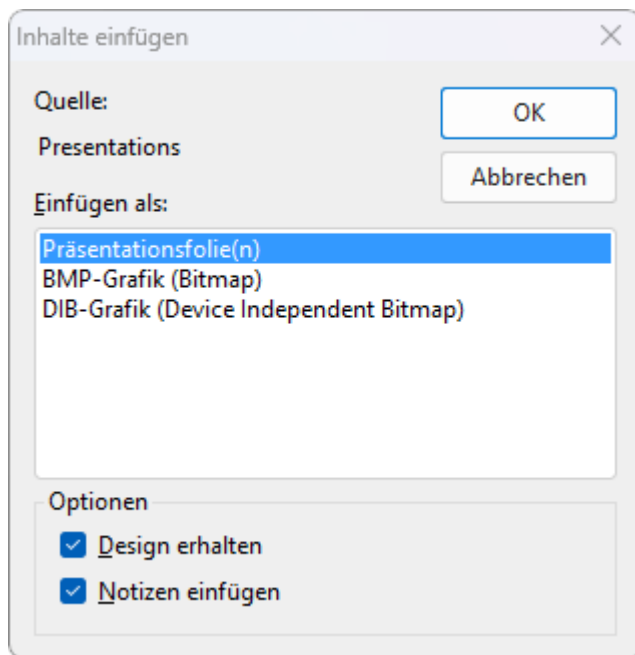 Inhalte einfügen
Quelle:
OK
Presentations
Abbrechen
Einfügen als:
Präsentationsfolie(n)
BMP-Grafik (Bitmap)
DIB-Grafik (Device Independent Bitmap)
Optionen
Design erhalten
Notizen einfügen